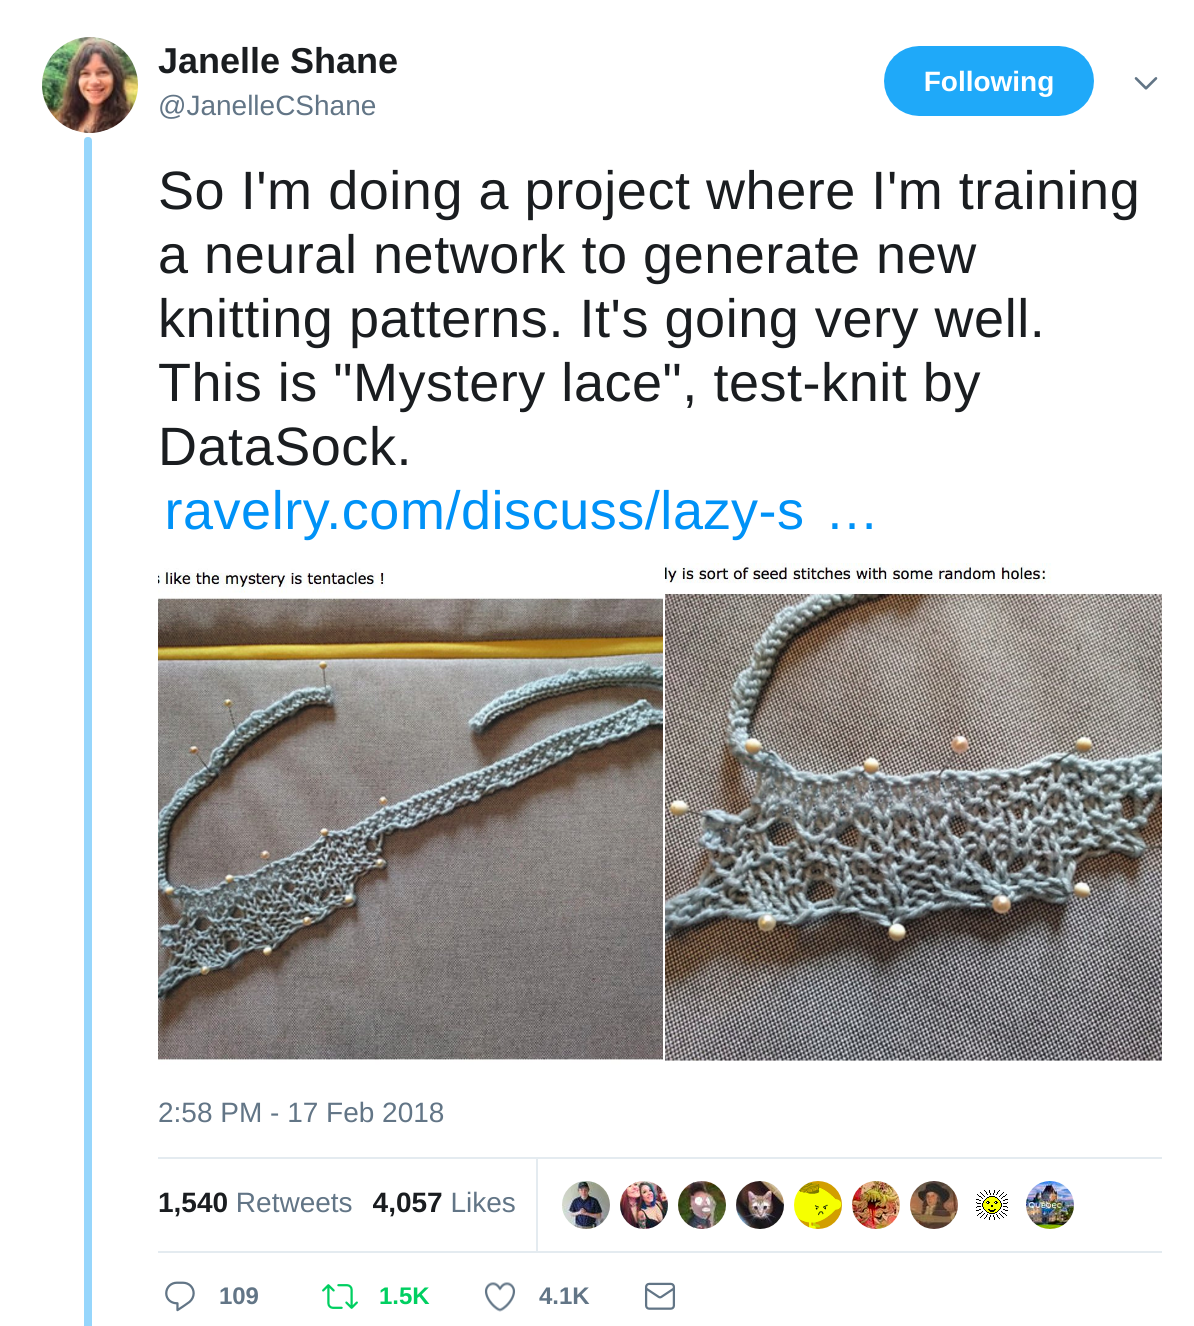 Janelle Shane
@JanelleCShane
Following
So I'm doing a project where I'm training
a neural network to generate new
knitting patterns. It's going very well.
This is "Mystery lace", test-knit by
DataSock.
ravelry.com/discuss/lazy-s …
like the mystery is tentacles !
ly is sort of seed stitches with some random holes:
2:58 PM - 17 Feb 2018
1,540 Retweets 4,057 Likes
QUÉBEC
109 1.5K 4.1K